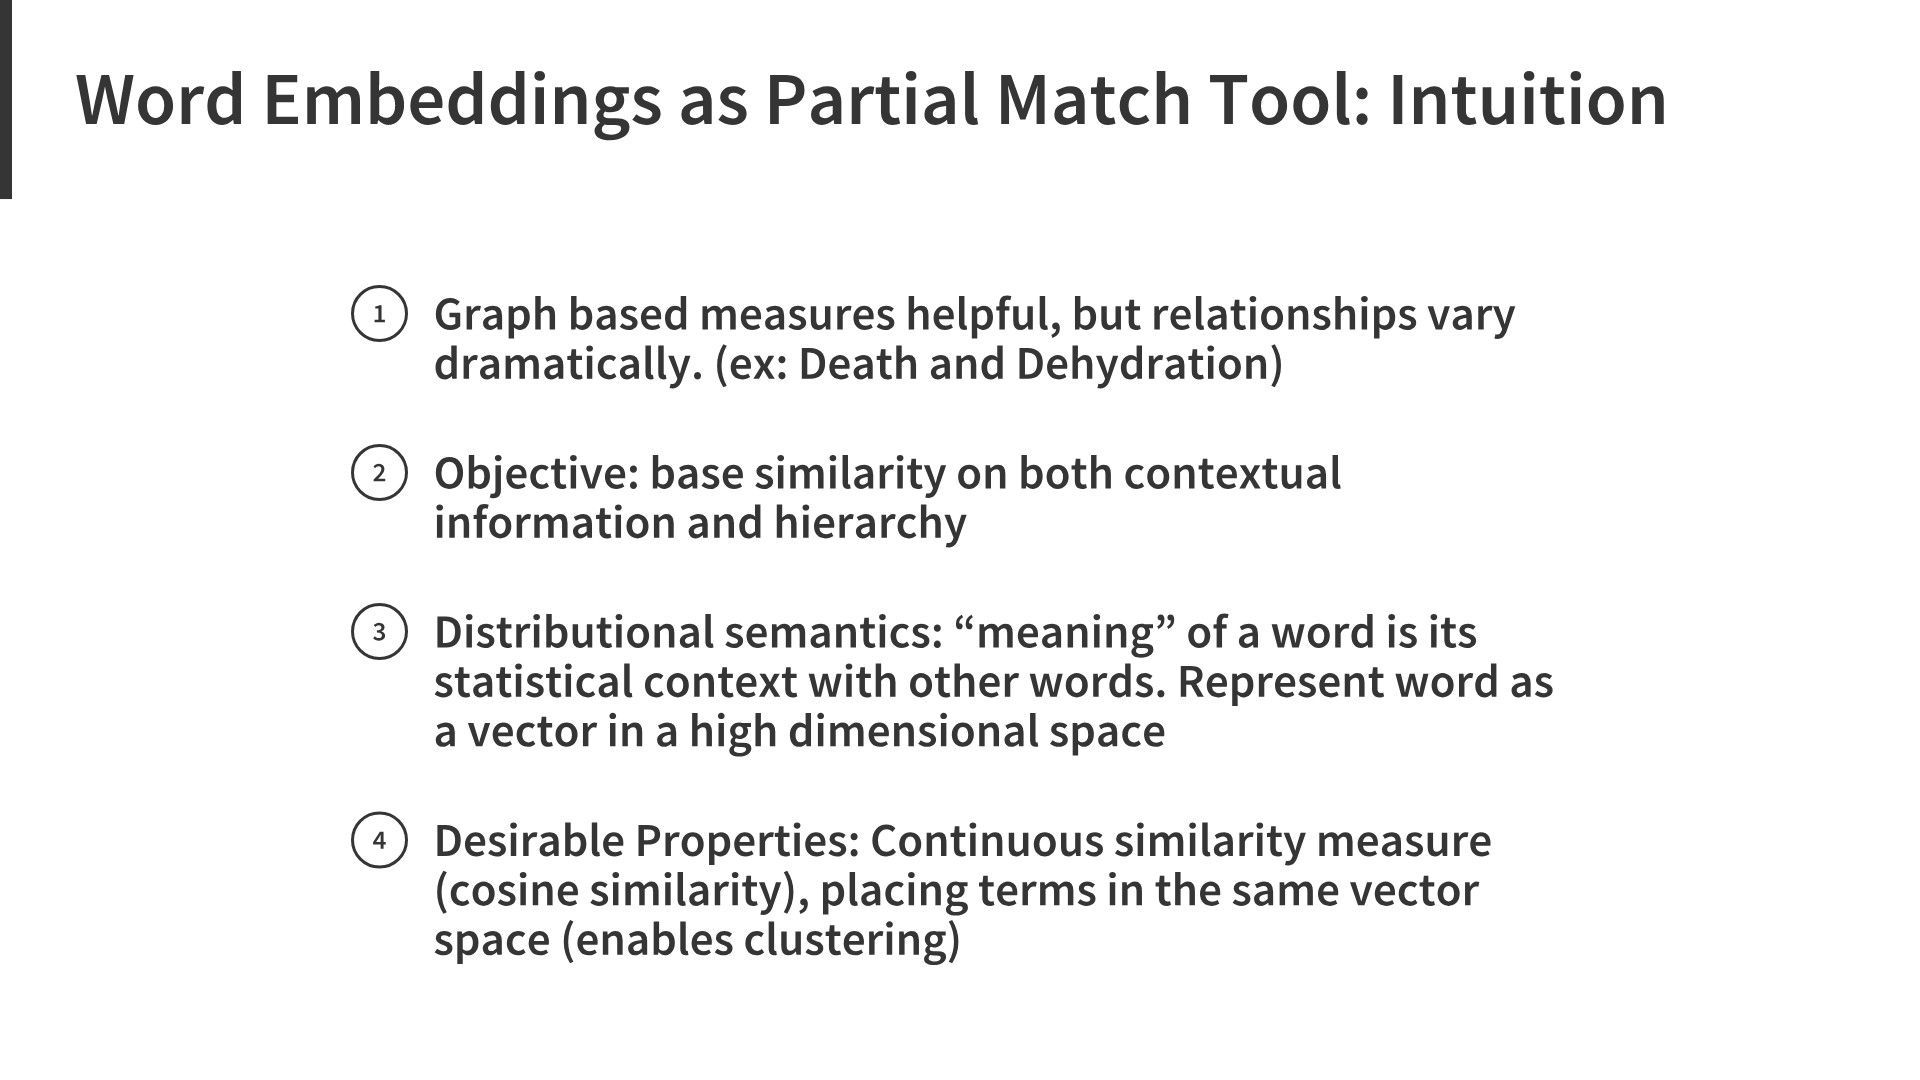 Word Embeddings as Partial Match Tool: Intuition
1 Graph based measures helpful, but relationships vary
dramatically. (ex: Death and Dehydration)
2 Objective: base similarity on both contextual
information and hierarchy
3 Distributional semantics: “meaning” of a word is its
statistical context with other words. Represent word as
a vector in a high dimensional space
4 Desirable Properties: Continuous similarity measure
(cosine similarity), placing terms in the same vector
space (enables clustering)